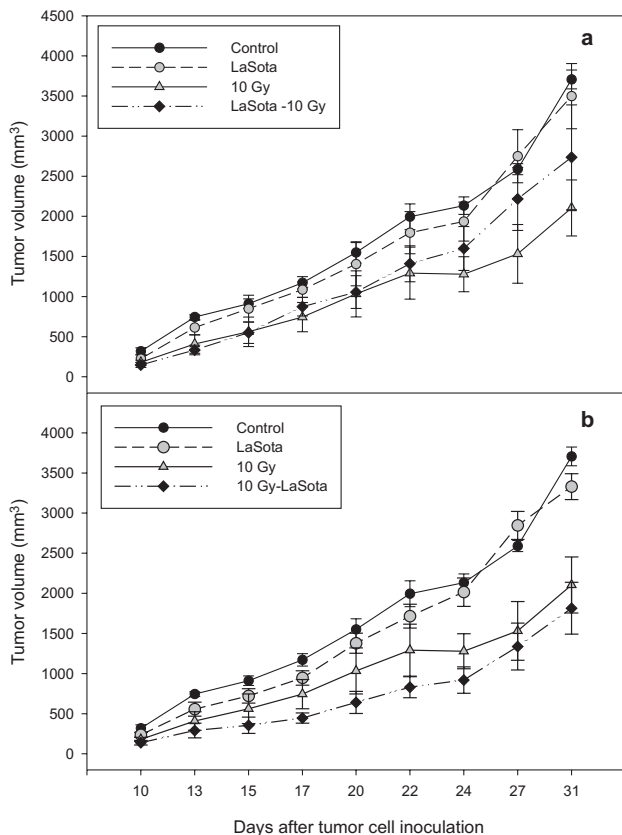 a
Control
LaSota
10 Gy
LaSota -10 Gy
Tumor volume (mm³)
4500
4000
3500
3000
2500
2000
1500
1000
500
0
b
Control
LaSota
10 Gy
10 Gy-LaSota
Tumor volume (mm³)
4000
3500
3000
2500
2000
1500
1000
500
0
10 13 15 17 20 22 24 27 31
Days after tumor cell inoculation